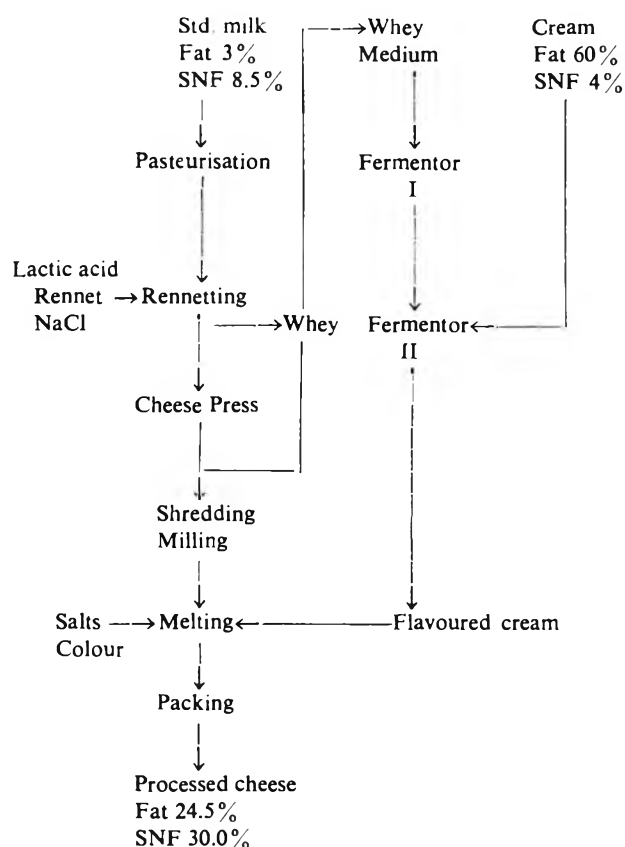 Std. milk
Fat 3%
SNF 8.5%
Whey
Medium
Cream
Fat 60%
SNF 4%
Pasteurisation
Fermentor
I
Lactic acid
Rennet
NaCl
Rennetting
Whey
Fermentor
II
Cheese Press
Shredding
Milling
Salts
Colour
Melting
Flavoured cream
Packing
Processed cheese
Fat 24.5%
SNF 30.0%